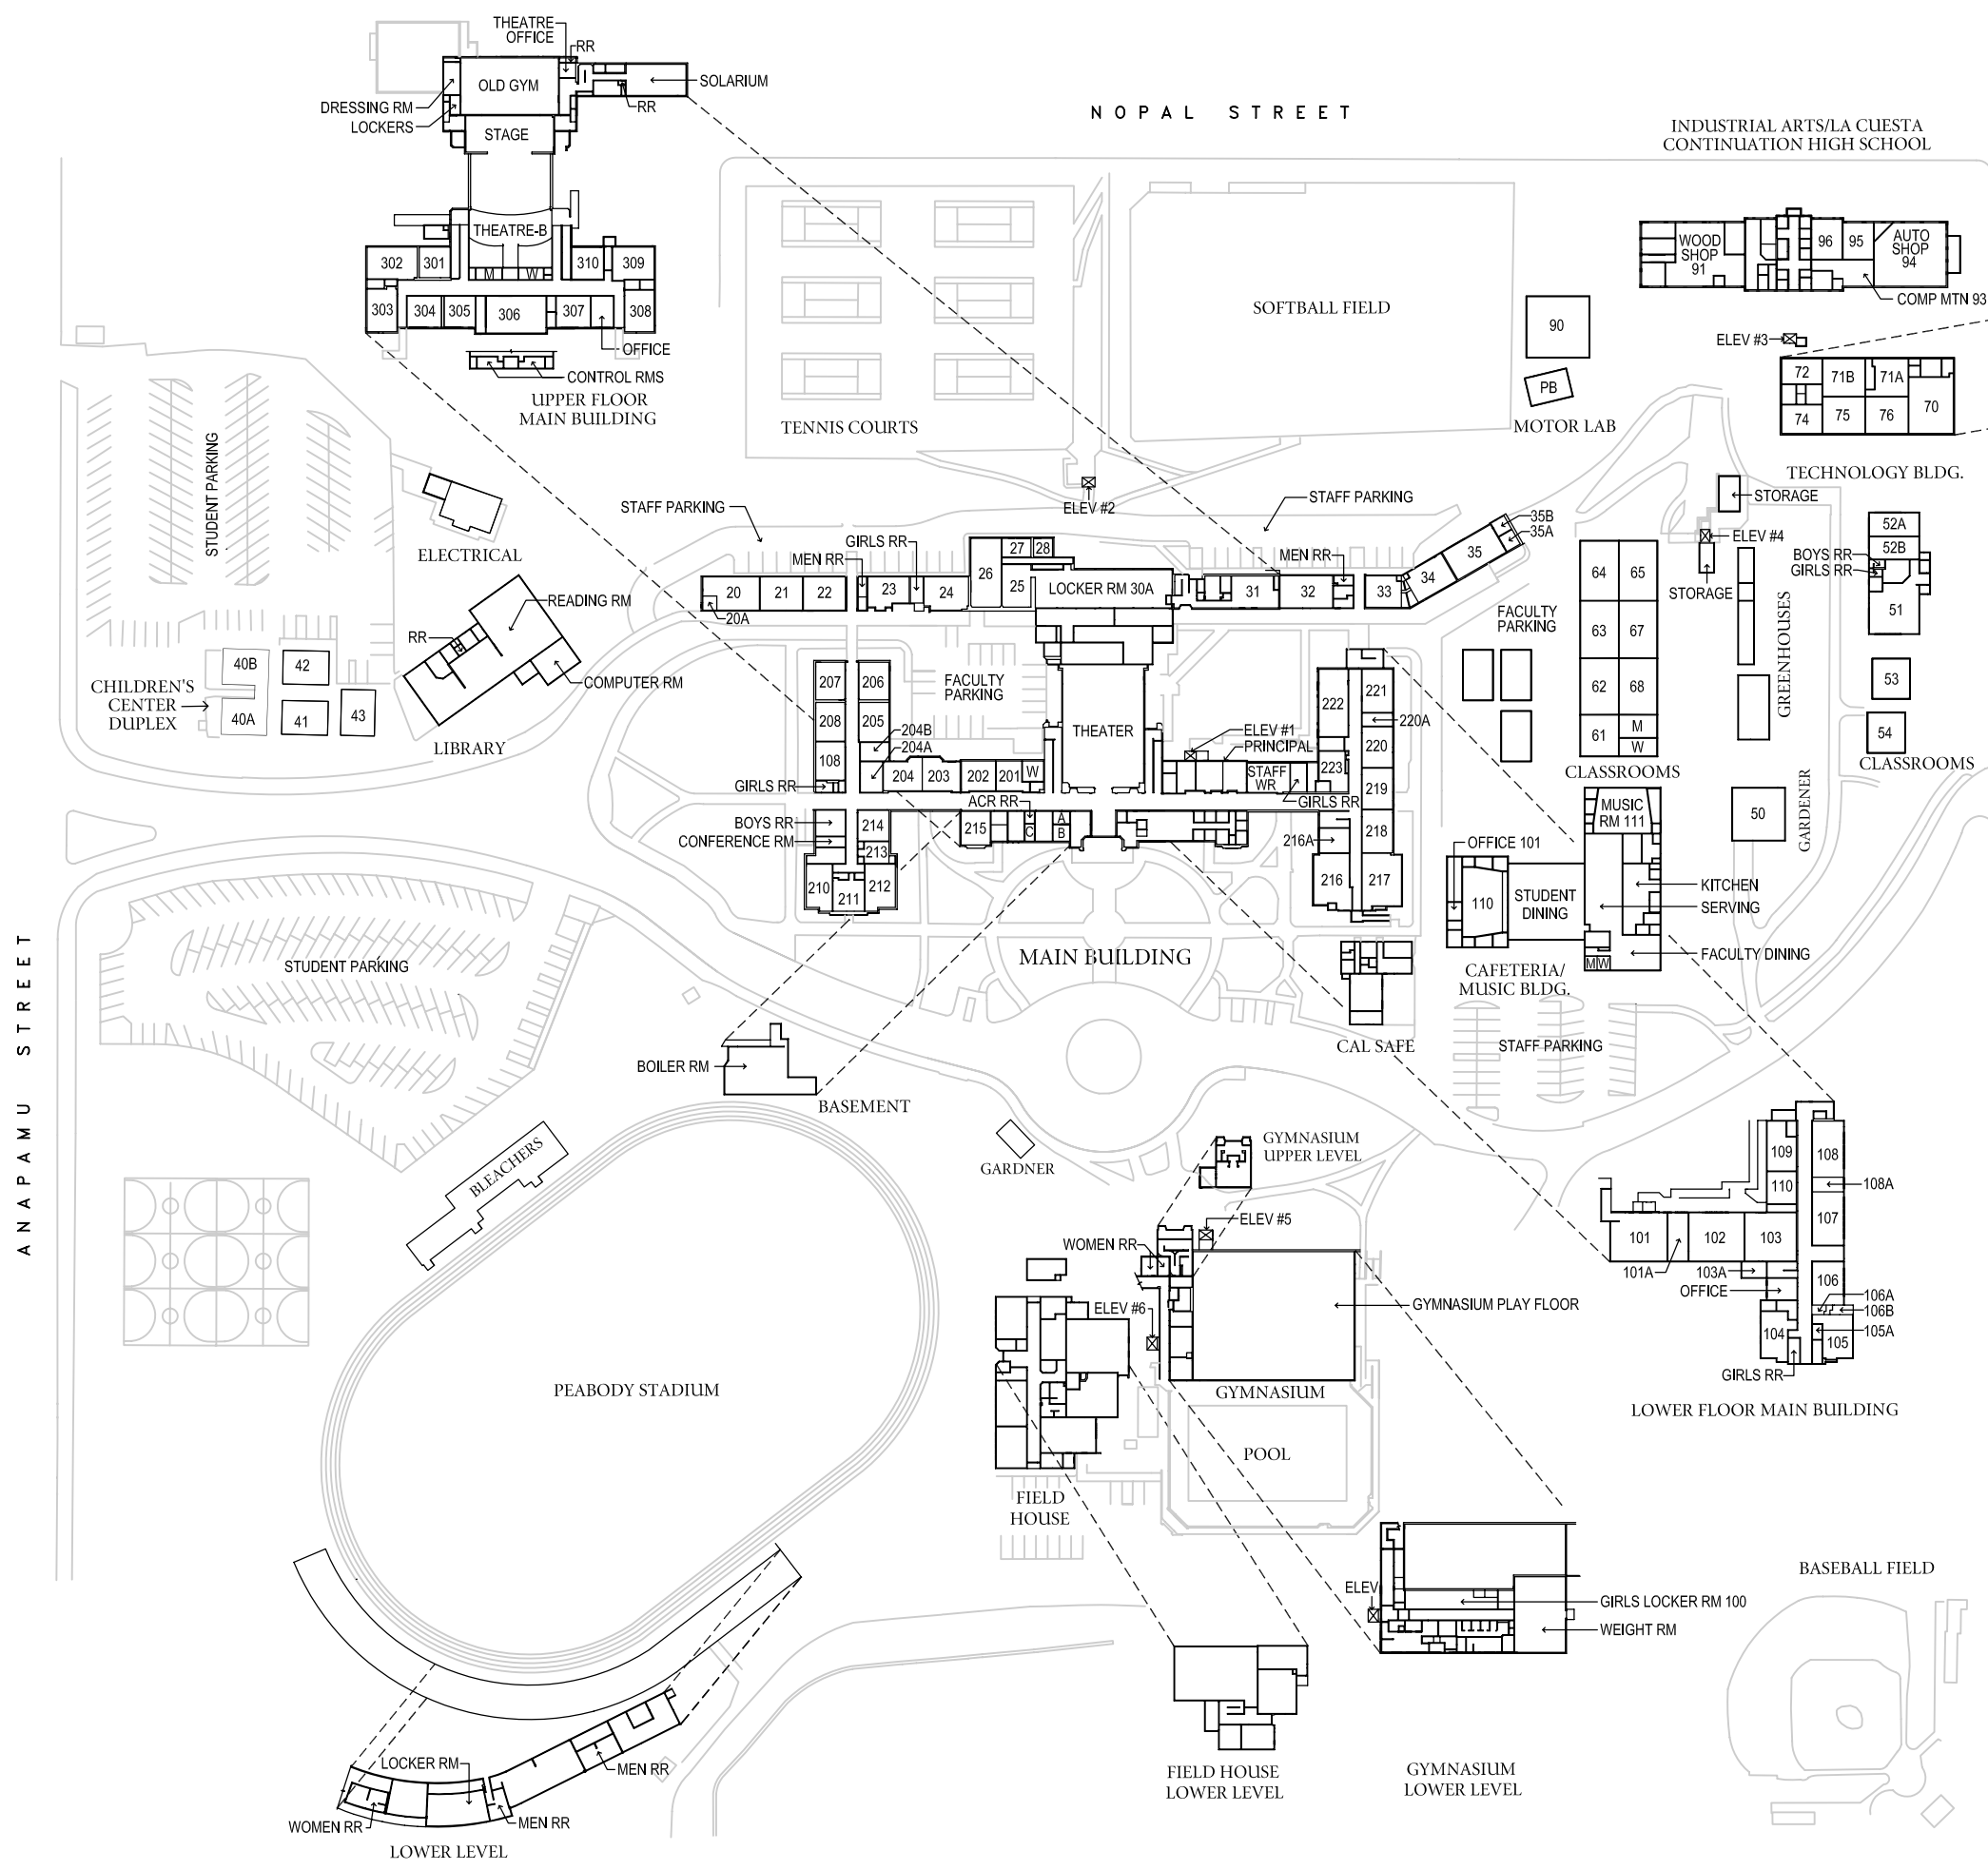 THEATRE
OFFICE
RR
OLD GYM
SOLARIUM
DRESSING RM
RR
LOCKERS
STAGE
THEATRE-B
302
301
M
W
310
309
303
304
305
306
307
308
OFFICE
CONTROL RMS
UPPER FLOOR
MAIN BUILDING
NOPAL STREET
INDUSTRIAL ARTS/LA CUESTA
CONTINUATION HIGH SCHOOL
WOOD
SHOP
91
96
95
AUTO
SHOP
94
COMP MTN 93
SOFTBALL FIELD
90
PB
MOTOR LAB
ELEV #3
72
71B
71A
70
74
75
76
TECHNOLOGY BLDG.
TENNIS COURTS
STUDENT PARKING
ELECTRICAL
STAFF PARKING
ELEV #2
STAFF PARKING
GIRLS RR
MEN RR
27
28
26
25
LOCKER RM 30A
20
21
22
23
24
20A
MEN RR
31
32
33
34
35
35B
35A
STORAGE
ELEV #4
STORAGE
52A
52B
BOYS RR
GIRLS RR
51
53
54
CLASSROOMS
GREENHOUSES
GARDENER
50
64
65
63
67
62
68
61
M
W
CLASSROOMS
FACULTY
PARKING
READING RM
RR
COMPUTER RM
LIBRARY
40B
42
40A
41
43
CHILDREN'S
CENTER
DUPLEX
207
206
208
205
108
204B
204A
204
203
202
201
W
GIRLS RR
FACULTY
PARKING
THEATER
ELEV #1
PRINCIPAL
STAFF
WR
GIRLS RR
222
221
220A
220
223
219
218
216A
216
217
BOYS RR
CONFERENCE RM
214
213
210
211
212
215
ACR RR
C
A
B
MAIN BUILDING
CAL SAFE
MUSIC
RM 111
OFFICE 101
110
STUDENT
DINING
KITCHEN
SERVING
FACULTY DINING
M
W
CAFETERIA/
MUSIC BLDG.
STAFF PARKING
ANAPAMU STREET
STUDENT PARKING
BOILER RM
BASEMENT
BLEACHERS
GARDNER
GYMNASIUM
UPPER LEVEL
ELEV #5
WOMEN RR
ELEV #6
GYMNASIUM PLAY FLOOR
GYMNASIUM
POOL
FIELD
HOUSE
PEABODY STADIUM
109
108
110
108A
107
101
102
103
101A
103A
OFFICE
106
106A
106B
105A
104
105
GIRLS RR
LOWER FLOOR MAIN BUILDING
BASEBALL FIELD
ELEV
GIRLS LOCKER RM 100
WEIGHT RM
GYMNASIUM
LOWER LEVEL
FIELD HOUSE
LOWER LEVEL
LOCKER RM
MEN RR
WOMEN RR
MEN RR
LOWER LEVEL